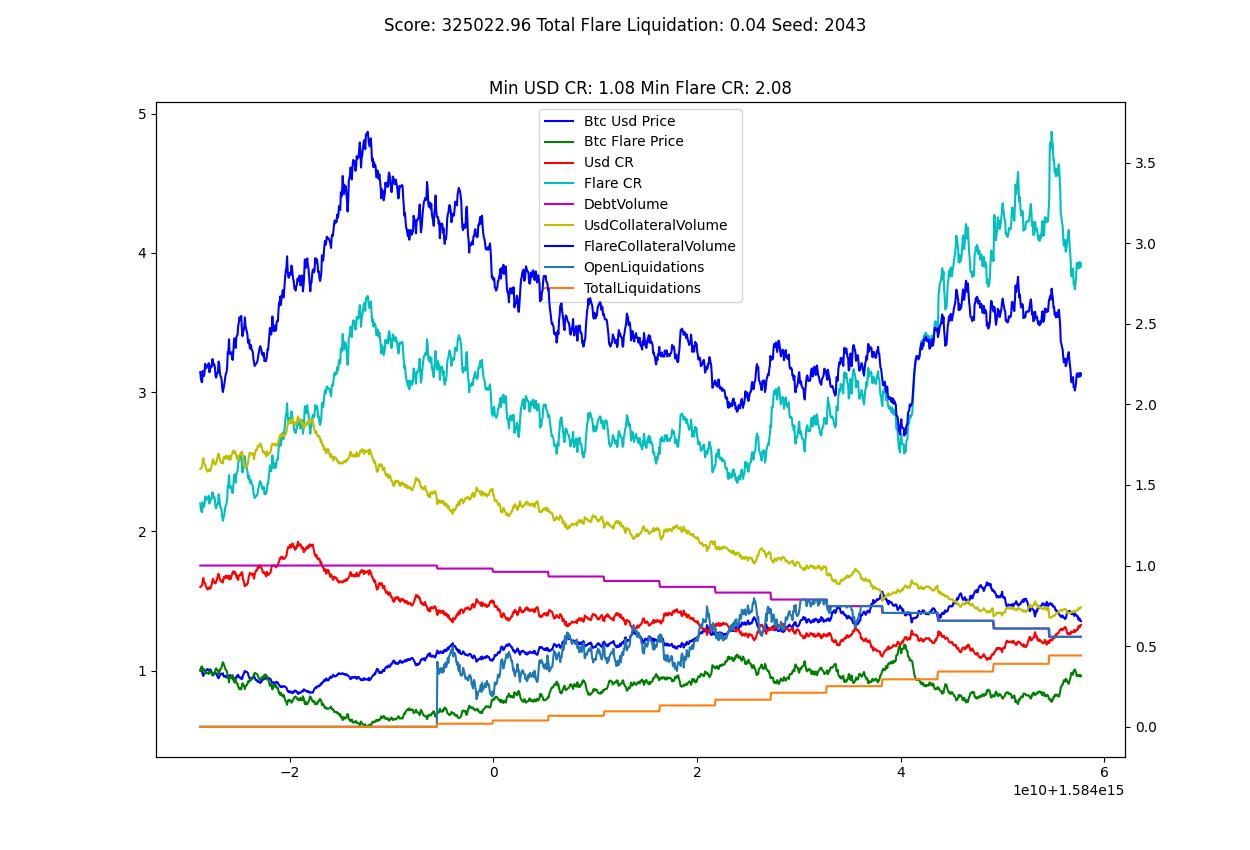 Score: 325022.96 Total Flare Liquidation: 0.04 Seed: 2043
Min USD CR: 1.08 Min Flare CR: 2.08
Btc Usd Price
Btc Flare Price
Usd CR
Flare CR
DebtVolume
UsdCollateralVolume
FlareCollateralVolume
OpenLiquidations
TotalLiquidations
5
4
3
2
1
3.5
3.0
2.5
2.0
1.5
1.0
0.5
0.0
−2 0 2 4 6
1e10+1.584e15